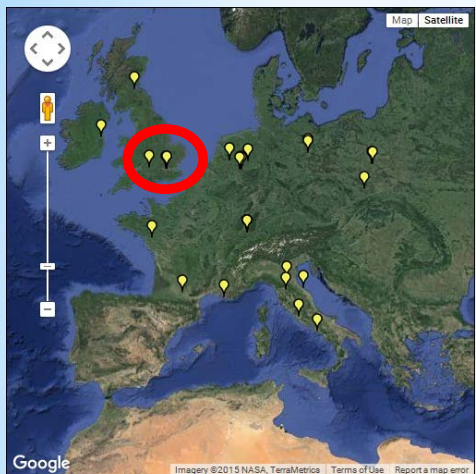 Map Satellite
Google
Imagery ©2015 NASA, TerraMetrics Terms of Use Report a map error